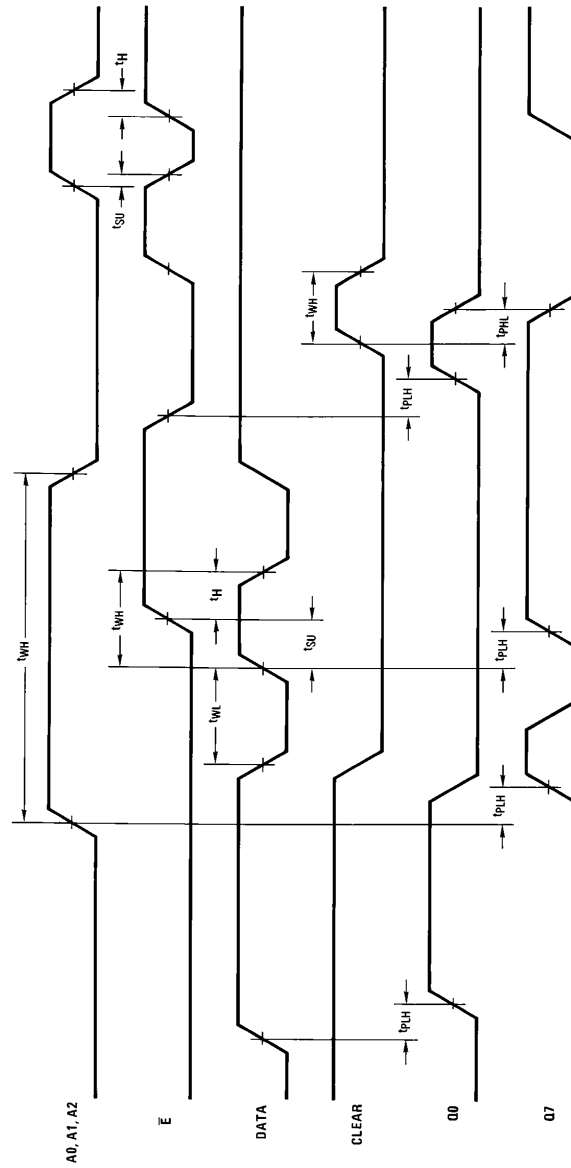 A0, A1, A2
tWH
tSU
tH
E̅
DATA
tWL
tWH
tH
tSU
CLEAR
tPLH
tWH
tPLH
Q0
tPLH
tPLH
tPHL
Q7